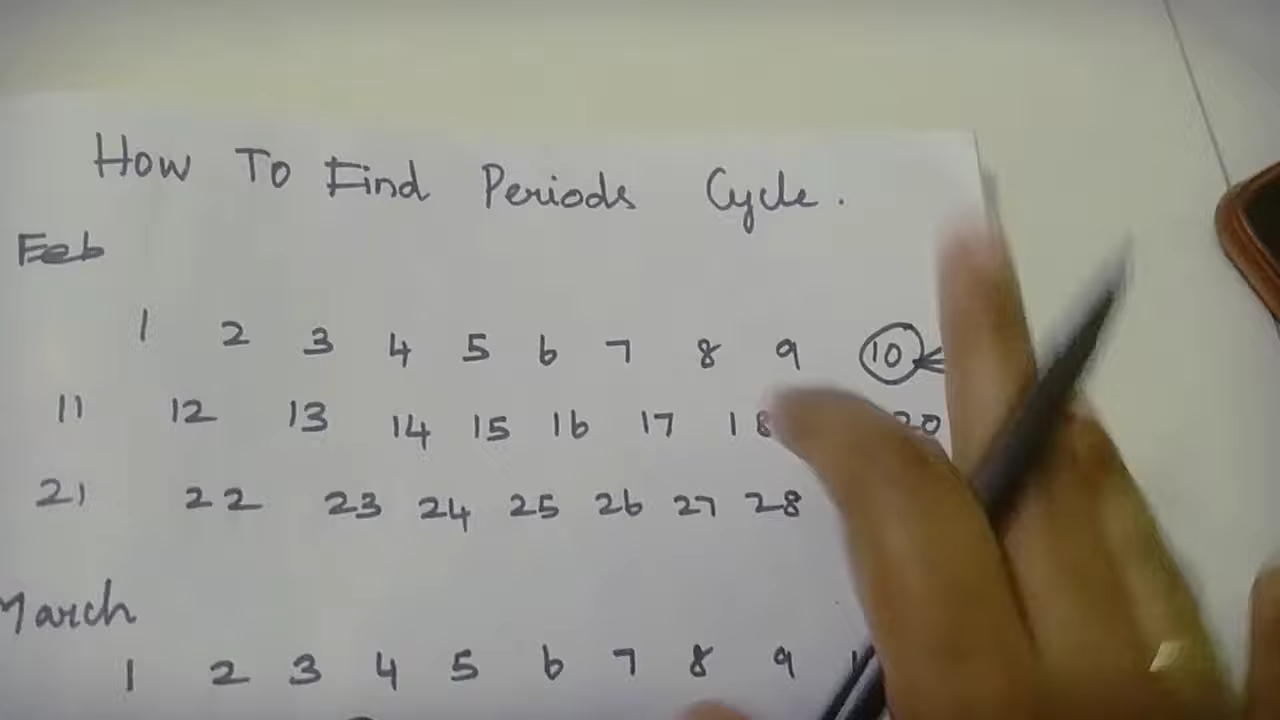 How To Find Periods Cycle.
Feb
1 2 3 4 5 6 7 8 9 10
11 12 13 14 15 16 17 18 20
21 22 23 24 25 26 27 28
March
1 2 3 4 5 6 7 8 9